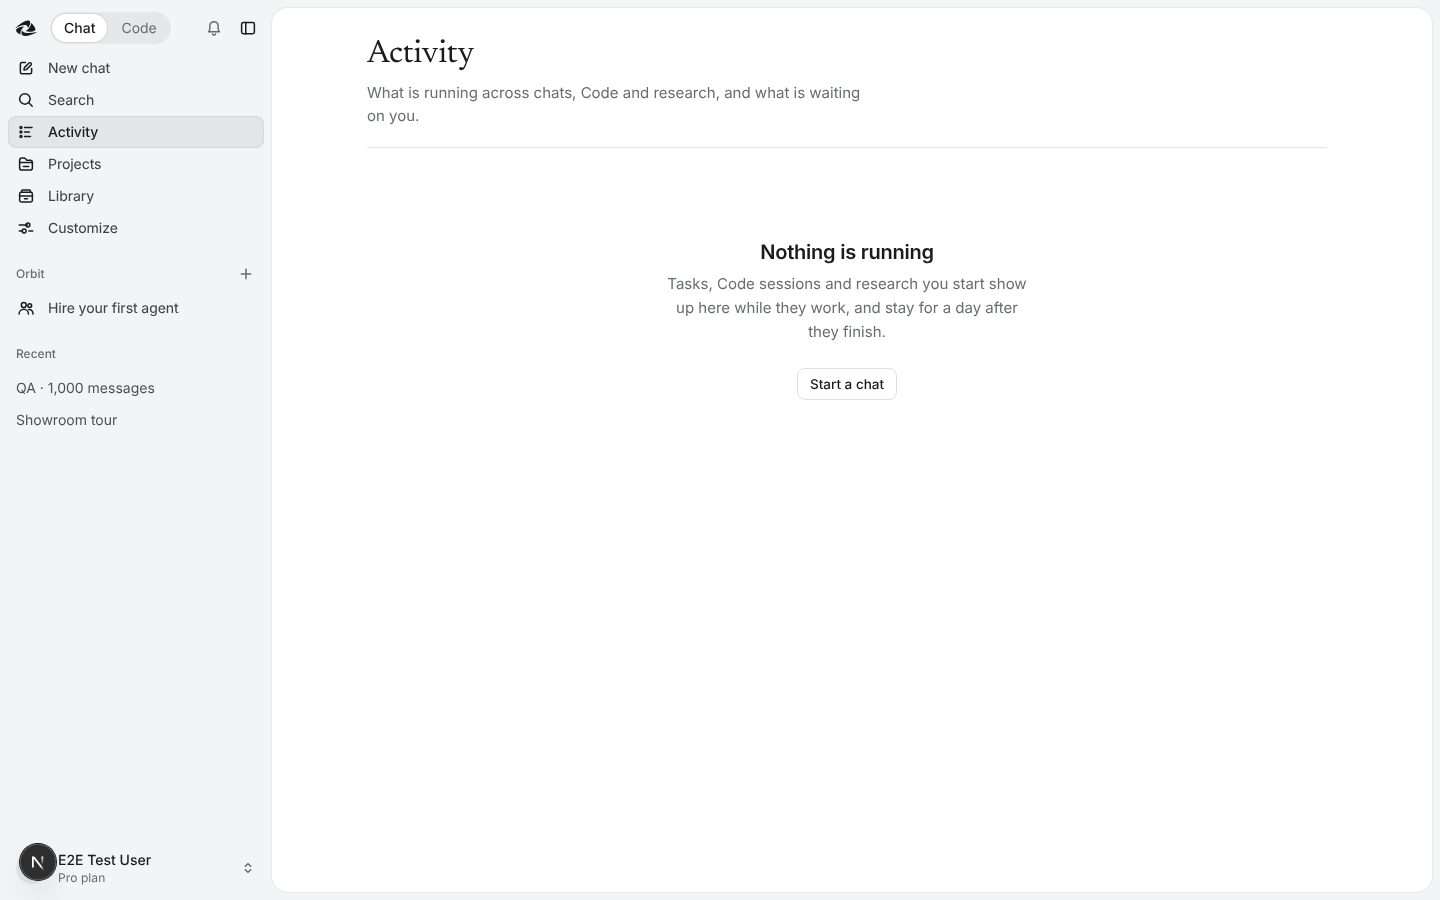 Chat
Code
New chat
Search
Activity
Projects
Library
Customize
Orbit
Hire your first agent
Recent
QA · 1,000 messages
Showroom tour
N
E2E Test User
Pro plan
Activity
What is running across chats, Code and research, and what is waiting
on you.
Nothing is running
Tasks, Code sessions and research you start show
up here while they work, and stay for a day after
they finish.
Start a chat